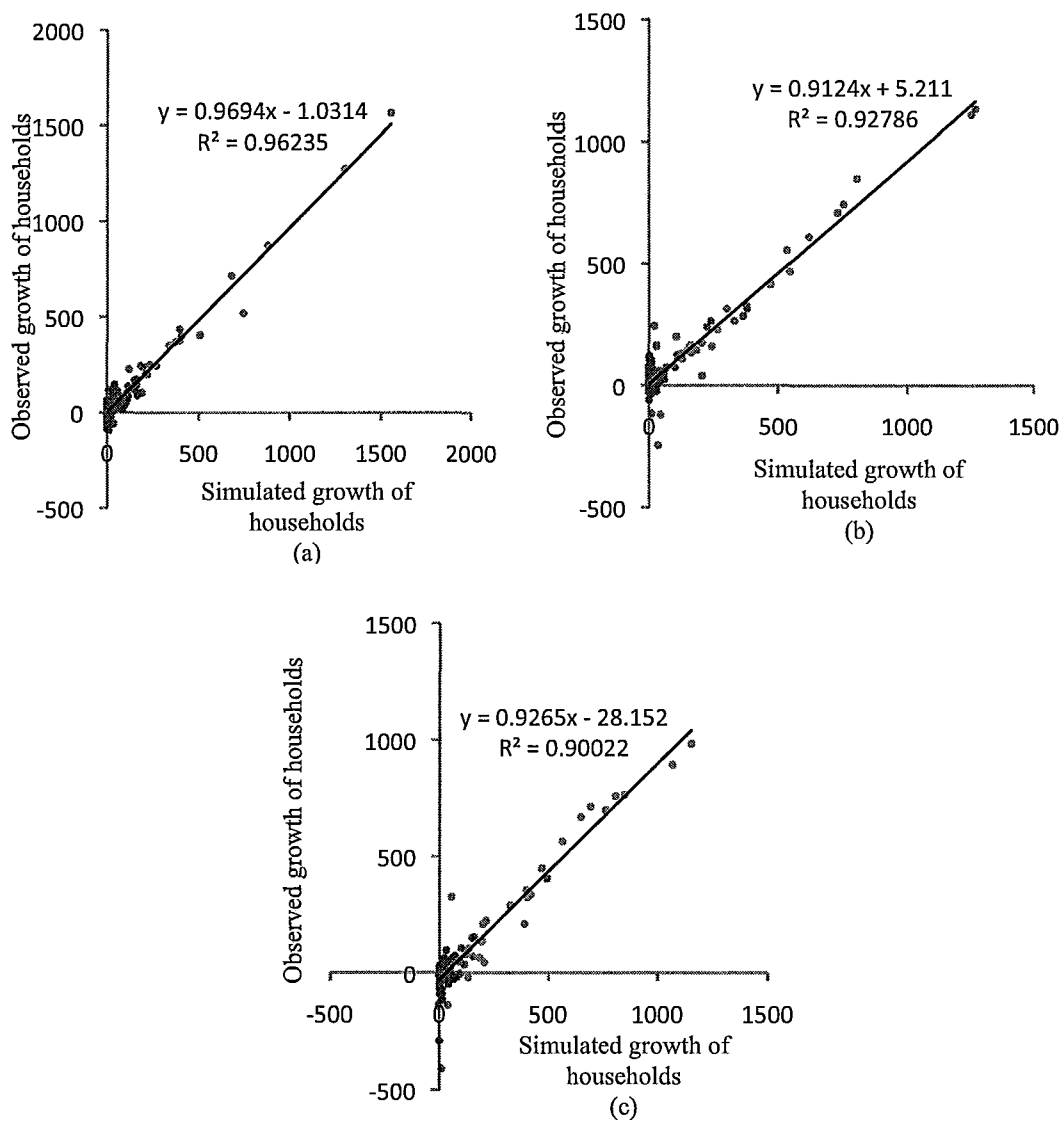 2000
1500
1000
500
0
-500
Observed growth of households
y = 0.9694x - 1.0314
R² = 0.96235
0 500 1000 1500 2000
Simulated growth of
households
(a)
1500
1000
500
0
-500
Observed growth of households
y = 0.9124x + 5.211
R² = 0.92786
0 500 1000 1500
Simulated growth of
households
(b)
1500
1000
500
0
-500
Observed growth of households
y = 0.9265x - 28.152
R² = 0.90022
-500 0 500 1000 1500
Simulated growth of
households
(c)